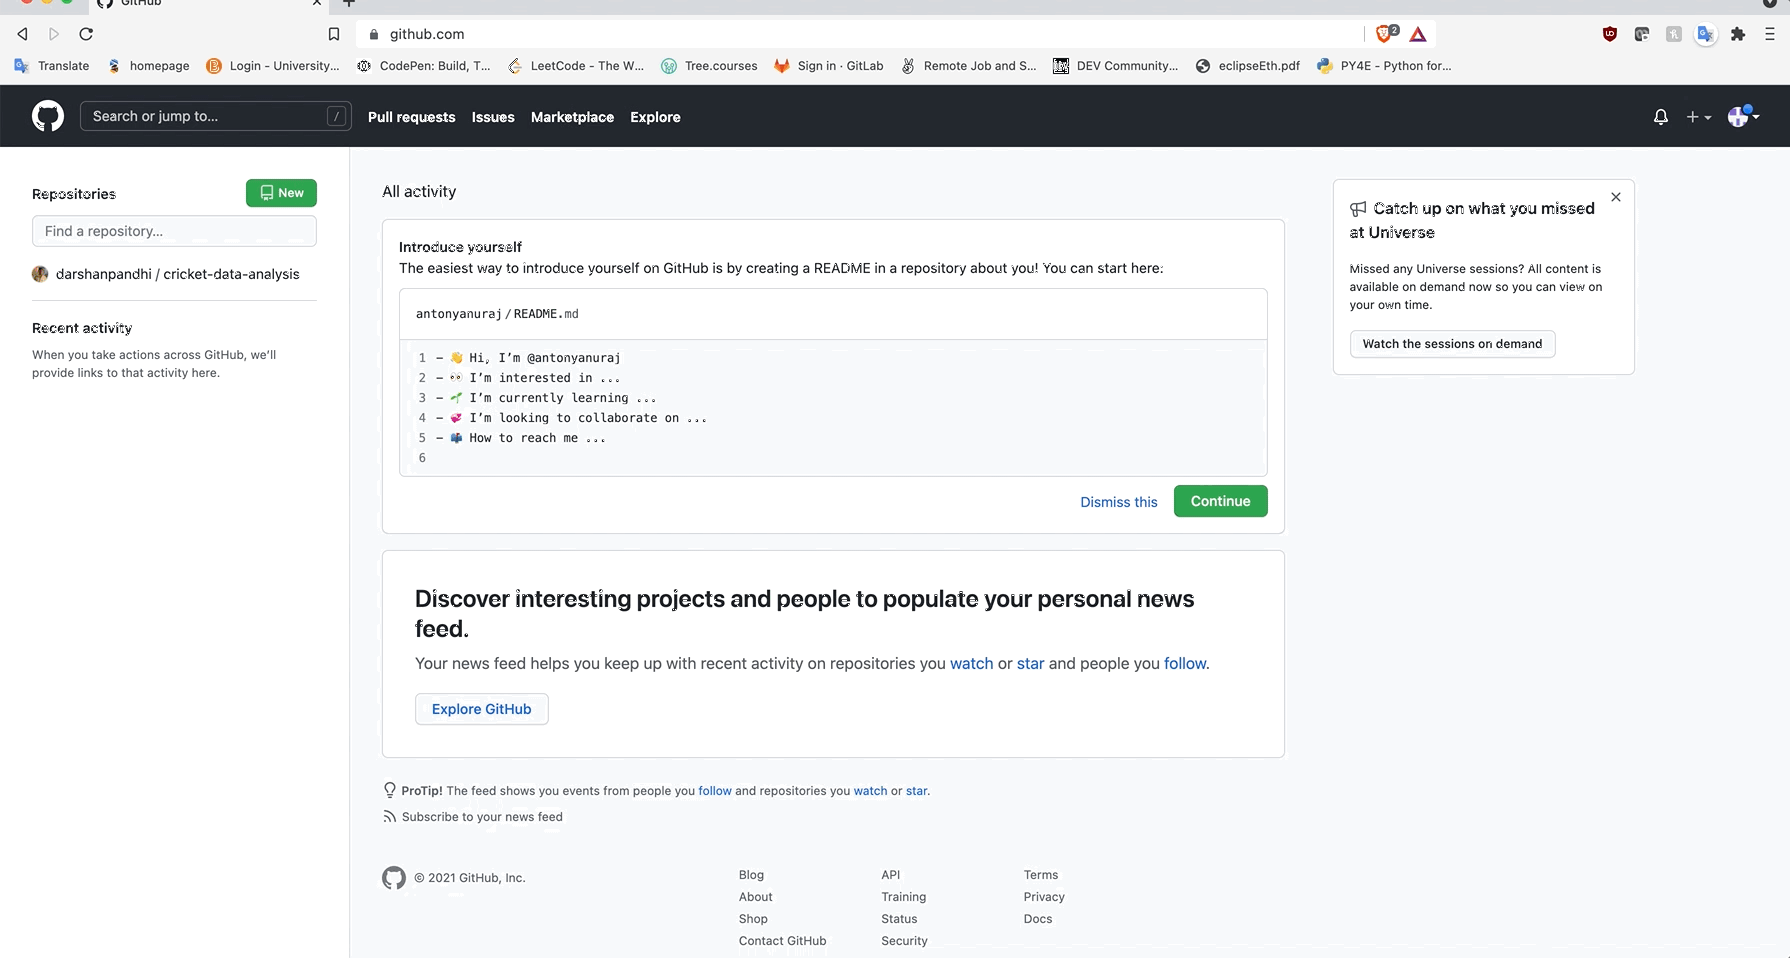 GitHub
github.com
2
Translate
homepage
Login - University...
CodePen: Build, T...
LeetCode - The W...
Tree.courses
Sign in · GitLab
Remote Job and S...
DEV Community...
eclipseEth.pdf
PY4E - Python for...
Search or jump to...
/
Pull requests
Issues
Marketplace
Explore
Repositories
New
Find a repository...
darshanpandhi / cricket-data-analysis
Recent activity
When you take actions across GitHub, we’ll
provide links to that activity here.
All activity
Introduce yourself
The easiest way to introduce yourself on GitHub is by creating a README in a repository about you! You can start here:
antonyanuraj/README.md
1 - 👋 Hi, I’m @antonyanuraj
2 - 👀 I’m interested in ...
3 - 🌱 I’m currently learning ...
4 - 💞️ I’m looking to collaborate on ...
5 - 📫 How to reach me ...
6
Dismiss this
Continue
Discover interesting projects and people to populate your personal news
feed.
Your news feed helps you keep up with recent activity on repositories you watch or star and people you follow.
Explore GitHub
ProTip! The feed shows you events from people you follow and repositories you watch or star.
Subscribe to your news feed
Catch up on what you missed
at Universe
Missed any Universe sessions? All content is
available on demand now so you can view on
your own time.
Watch the sessions on demand
© 2021 GitHub, Inc.
Blog
About
Shop
Contact GitHub
API
Training
Status
Security
Terms
Privacy
Docs